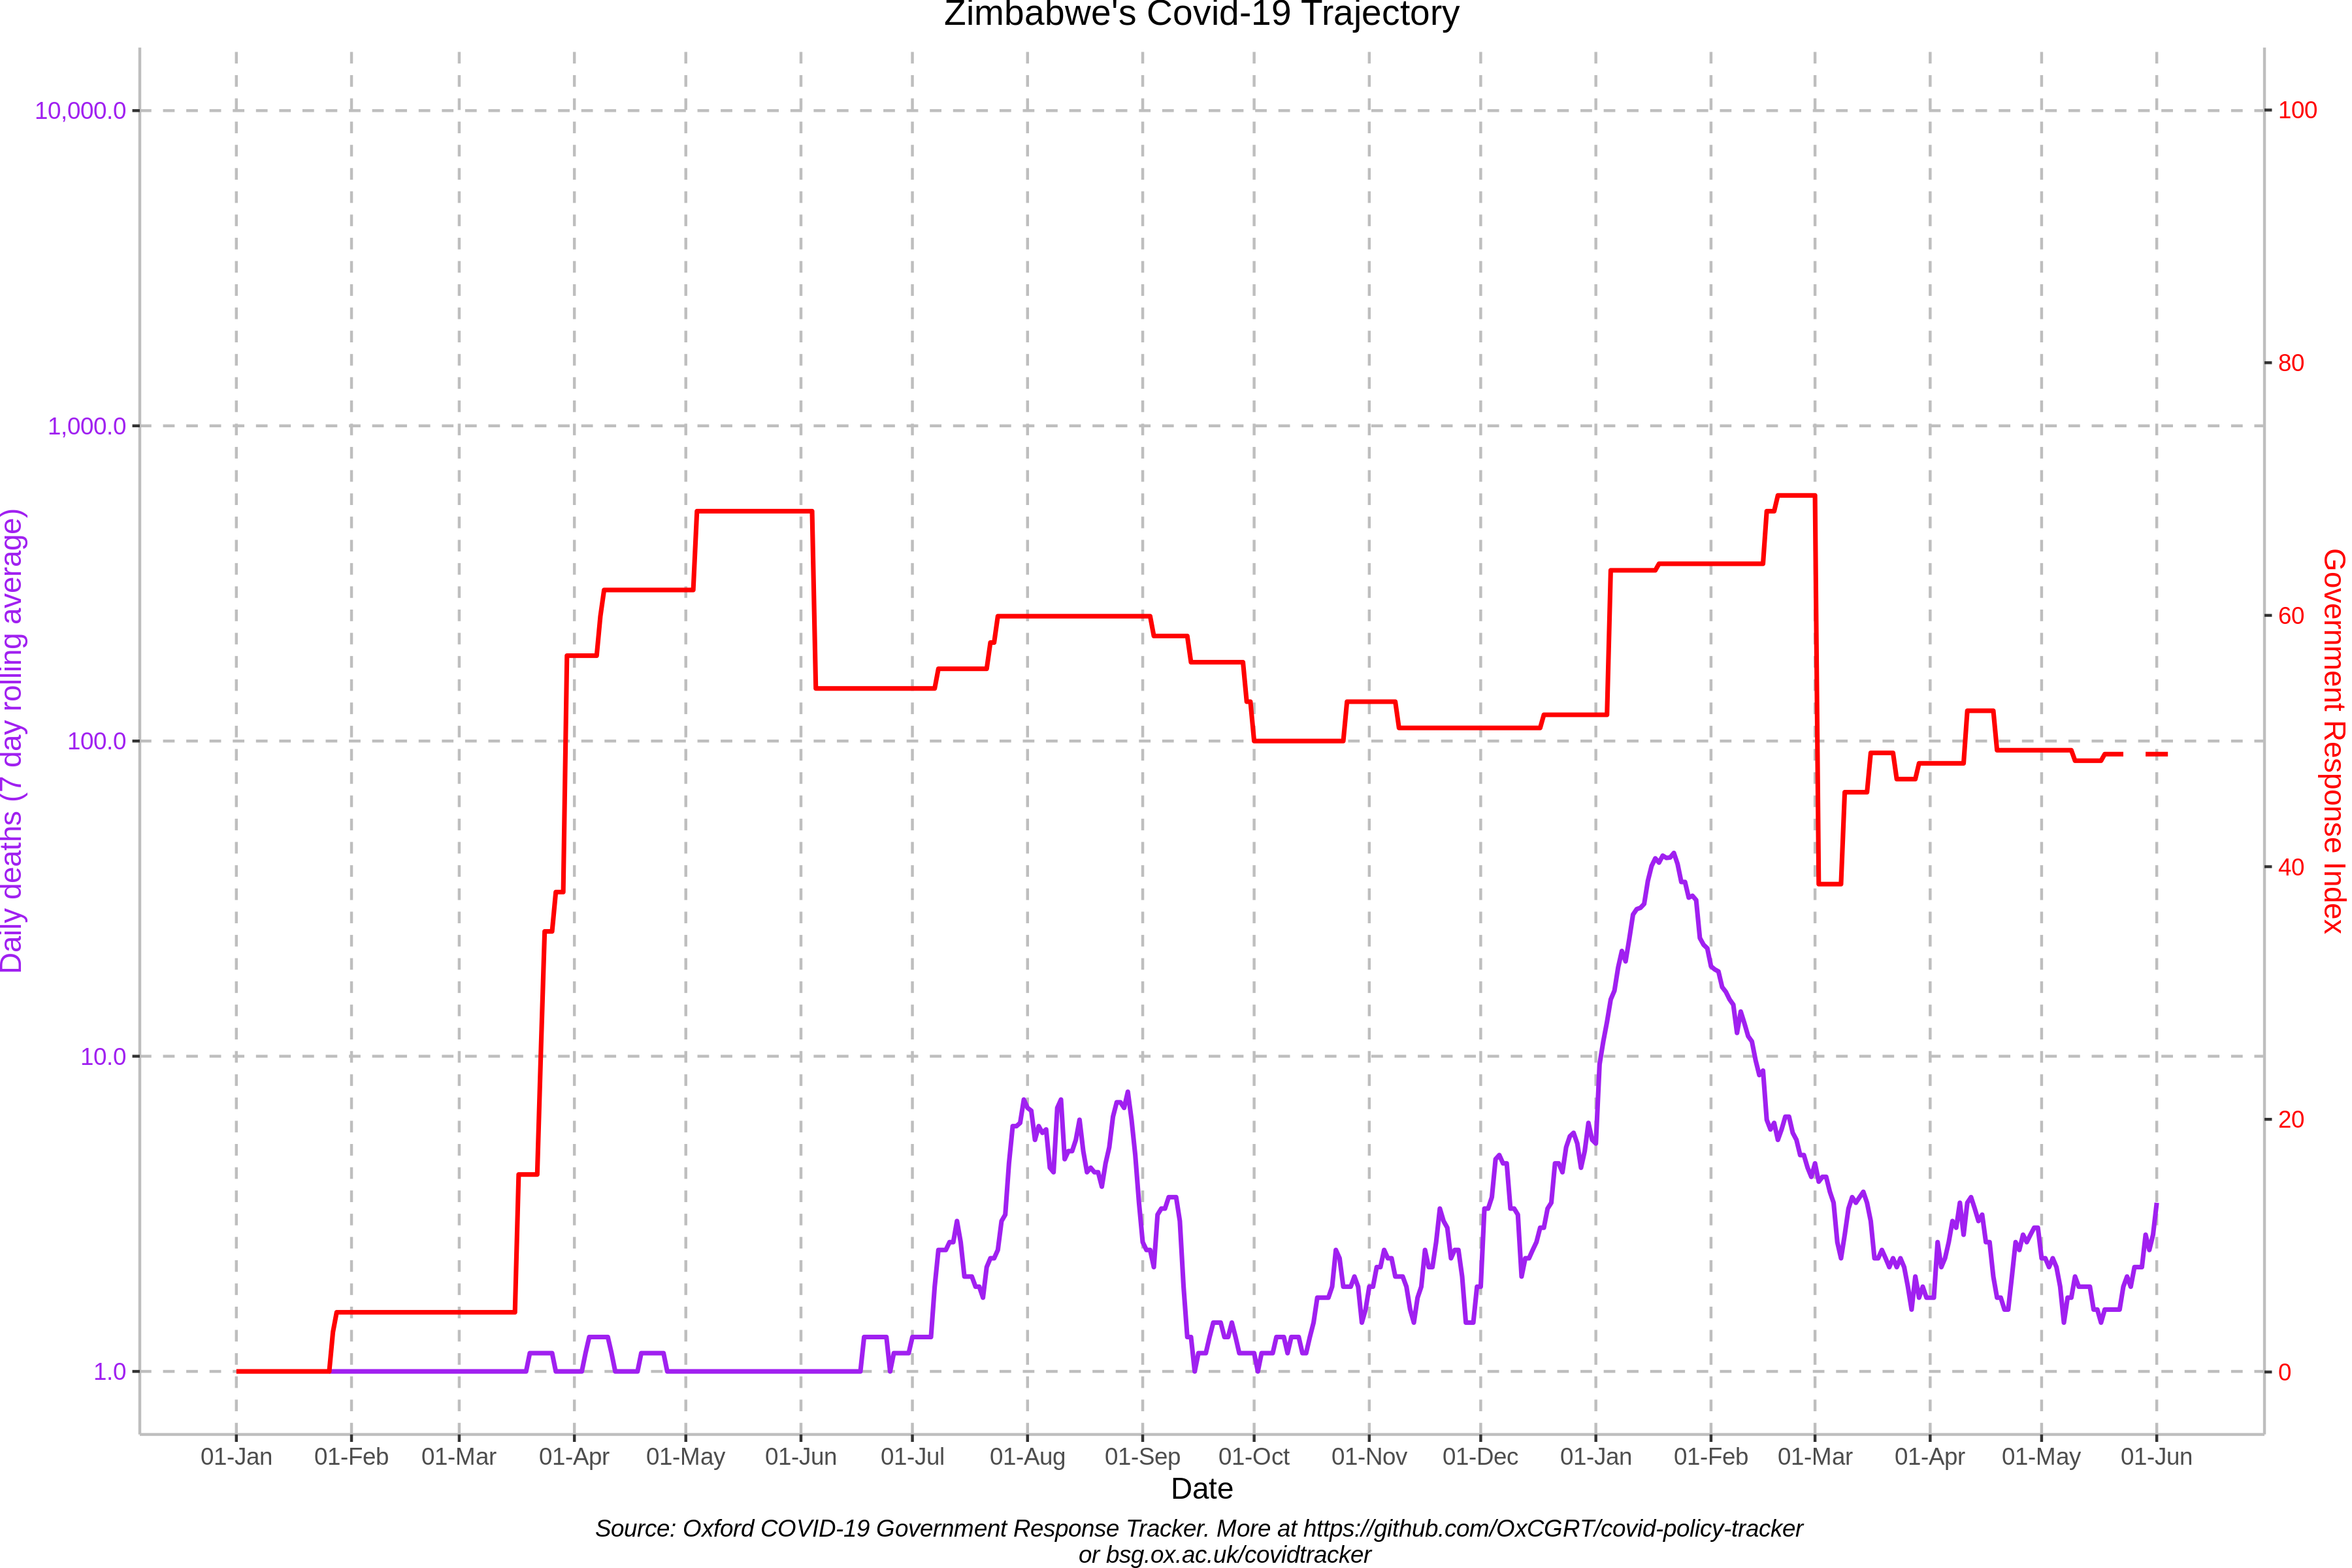 Zimbabwe's Covid-19 Trajectory
10,000.0
1,000.0
100.0
10.0
1.0
Daily deaths (7 day rolling average)
100
80
60
40
20
0
Government Response Index
01-Jan 01-Feb 01-Mar 01-Apr 01-May 01-Jun 01-Jul 01-Aug 01-Sep 01-Oct 01-Nov 01-Dec 01-Jan 01-Feb 01-Mar 01-Apr 01-May 01-Jun
Date
Source: Oxford COVID-19 Government Response Tracker. More at https://github.com/OxCGRT/covid-policy-tracker
or bsg.ox.ac.uk/covidtracker